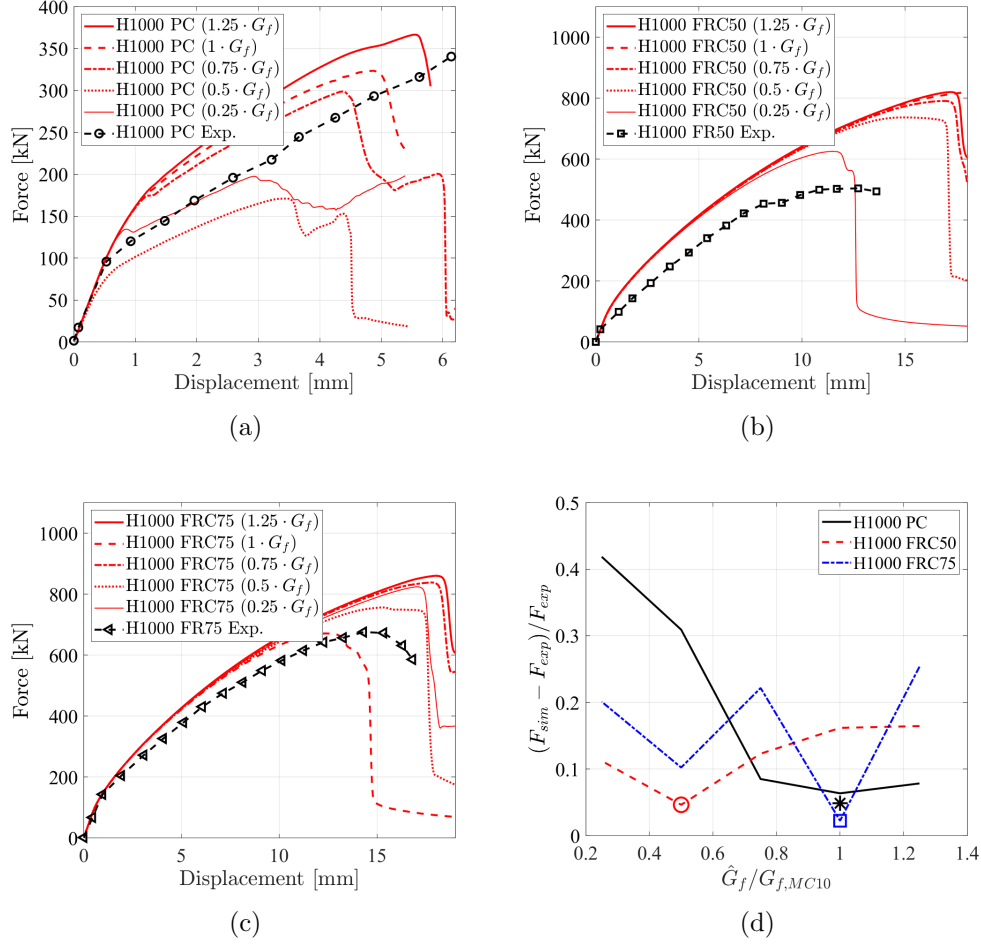 400
350
300
250
200
150
100
50
0
Force [kN]
H1000 PC (1.25 · G_f)
H1000 PC (1 · G_f)
H1000 PC (0.75 · G_f)
H1000 PC (0.5 · G_f)
H1000 PC (0.25 · G_f)
H1000 PC Exp.
0 1 2 3 4 5 6
Displacement [mm]
(a)
1000
800
600
400
200
0
Force [kN]
H1000 FRC50 (1.25 · G_f)
H1000 FRC50 (1 · G_f)
H1000 FRC50 (0.75 · G_f)
H1000 FRC50 (0.5 · G_f)
H1000 FRC50 (0.25 · G_f)
H1000 FR50 Exp.
0 5 10 15
Displacement [mm]
(b)
1000
800
600
400
200
0
Force [kN]
H1000 FRC75 (1.25 · G_f)
H1000 FRC75 (1 · G_f)
H1000 FRC75 (0.75 · G_f)
H1000 FRC75 (0.5 · G_f)
H1000 FRC75 (0.25 · G_f)
H1000 FR75 Exp.
0 5 10 15
Displacement [mm]
(c)
0.5
0.4
0.3
0.2
0.1
0
(F_sim − F_exp)/F_exp
H1000 PC
H1000 FRC50
H1000 FRC75
0.2 0.4 0.6 0.8 1 1.2 1.4
Ĝ_f/G_f,MC10
(d)